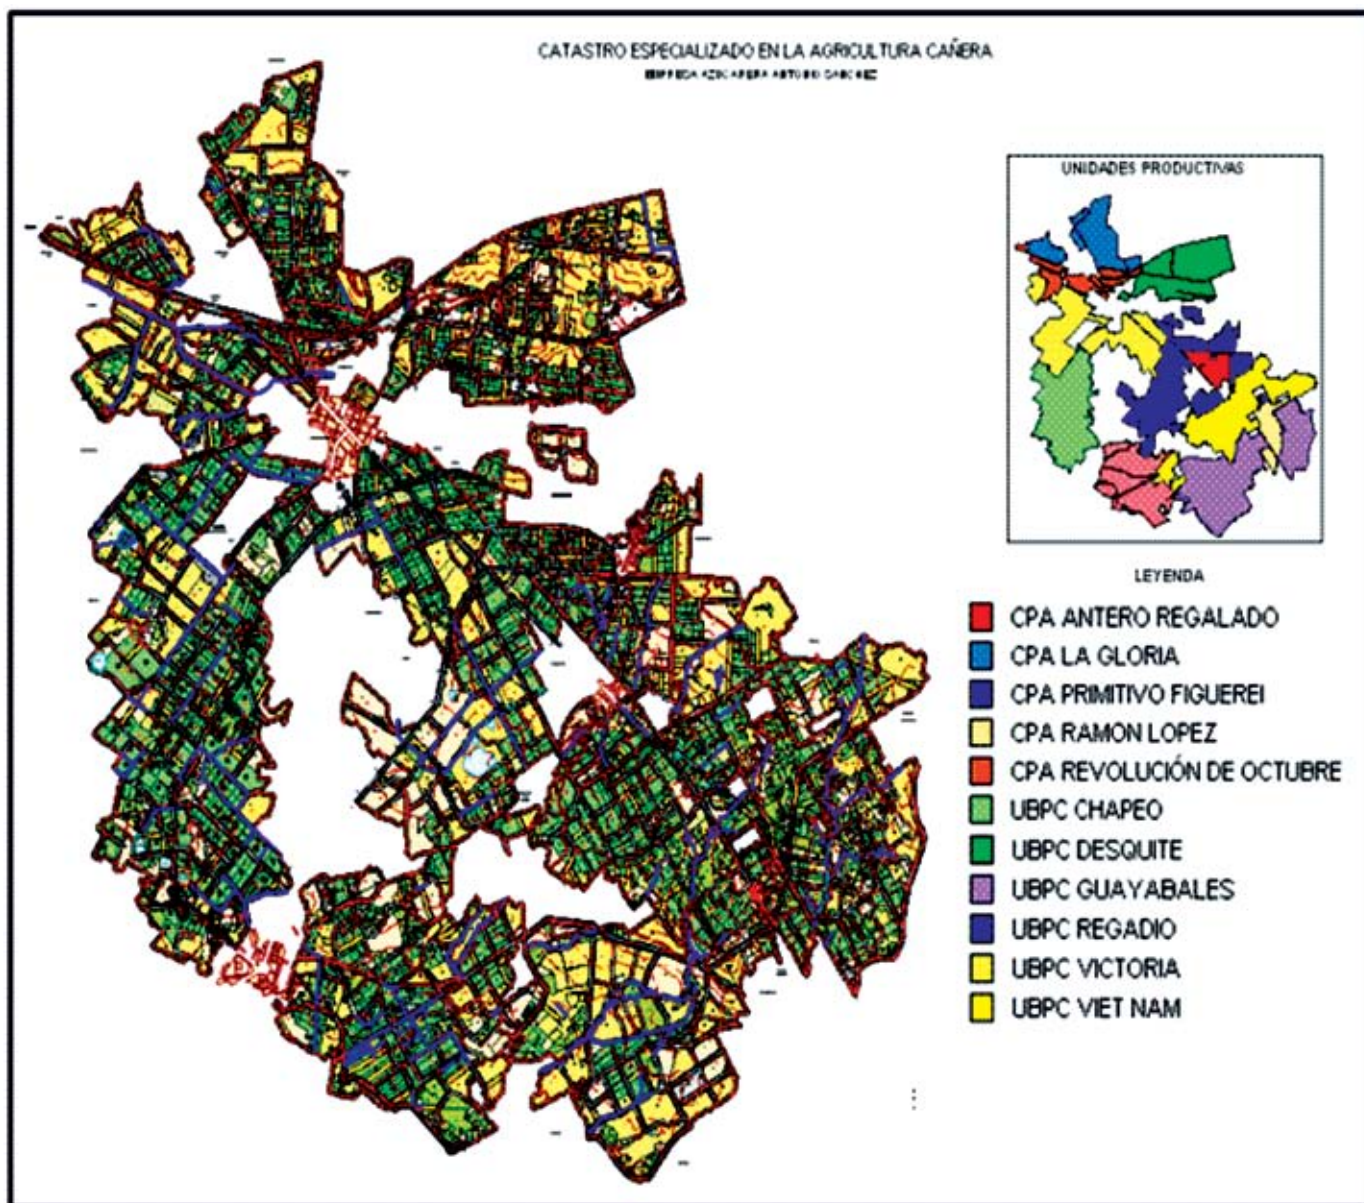 CATASTRO ESPECIALIZADO EN LA AGRICULTURA CAÑERA
UNIDADES PRODUCTIVAS
LEYENDA
CPA ANTERO REGALADO
CPA LA GLORIA
CPA PRIMITIVO FIGUEREI
CPA RAMON LOPEZ
CPA REVOLUCIÓN DE OCTUBRE
UBPC CHAPEO
UBPC DESQUITE
UBPC GUAYABALES
UBPC REGADIO
UBPC VICTORIA
UBPC VIET NAM